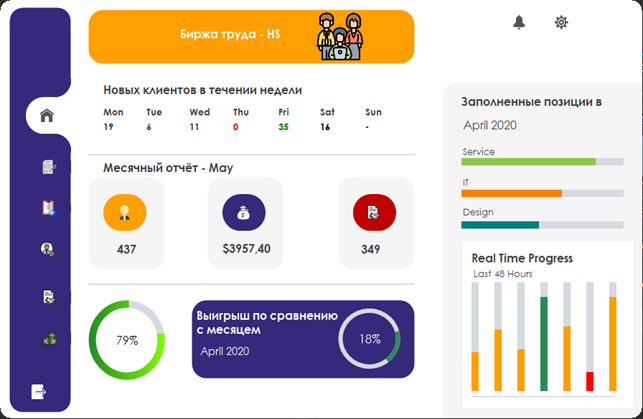 Биржа труда - HS
Новых клиентов в течении недели
Mon Tue Wed Thu Fri Sat Sun
19 6 11 0 35 16 -
Месячный отчёт - May
437 $3957,40 349
79%
Выигрыш по сравнению
с месяцем
April 2020
18%
Заполненные позиции в
April 2020
Service
IT
Design
Real Time Progress
Last 48 Hours